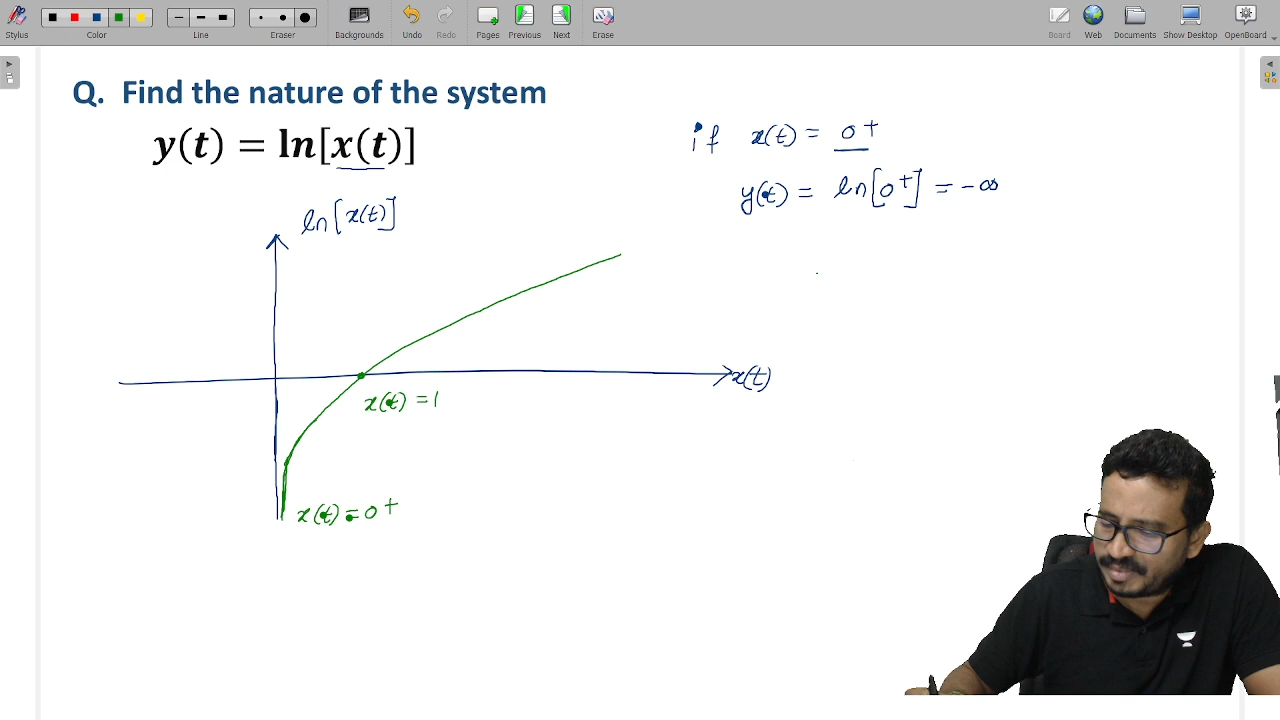 Stylus
Color
Line
Eraser
Backgrounds
Undo
Redo
Pages
Previous
Next
Erase
Board
Web
Documents
Show Desktop
OpenBoard
Q. Find the nature of the system
y(t) = ln[x(t)]
if x(t) = 0+
y(t) = ln[0+] = -∞
ln[x(t)]
x(t)
x(t) = 1
x(t) = 0+